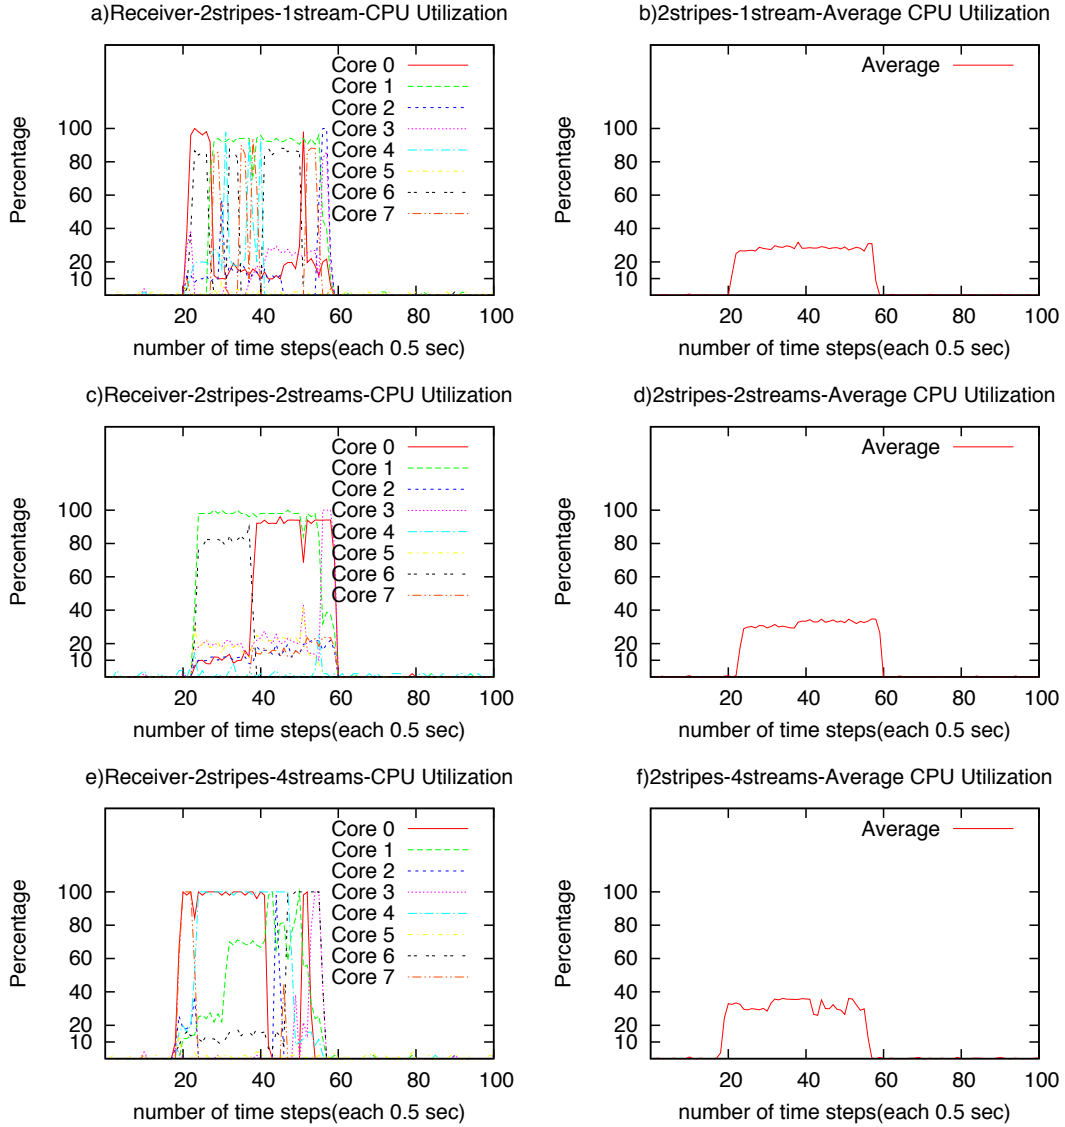 a)Receiver-2stripes-1stream-CPU Utilization
Percentage
100
80
60
40
20
10
Core 0
Core 1
Core 2
Core 3
Core 4
Core 5
Core 6
Core 7
20 40 60 80 100
number of time steps(each 0.5 sec)
b)2stripes-1stream-Average CPU Utilization
Percentage
100
80
60
40
20
10
Average
20 40 60 80 100
number of time steps(each 0.5 sec)
c)Receiver-2stripes-2streams-CPU Utilization
Percentage
100
80
60
40
20
10
Core 0
Core 1
Core 2
Core 3
Core 4
Core 5
Core 6
Core 7
20 40 60 80 100
number of time steps(each 0.5 sec)
d)2stripes-2streams-Average CPU Utilization
Percentage
100
80
60
40
20
10
Average
20 40 60 80 100
number of time steps(each 0.5 sec)
e)Receiver-2stripes-4streams-CPU Utilization
Percentage
100
80
60
40
20
10
Core 0
Core 1
Core 2
Core 3
Core 4
Core 5
Core 6
Core 7
20 40 60 80 100
number of time steps(each 0.5 sec)
f)2stripes-4streams-Average CPU Utilization
Percentage
100
80
60
40
20
10
Average
20 40 60 80 100
number of time steps(each 0.5 sec)